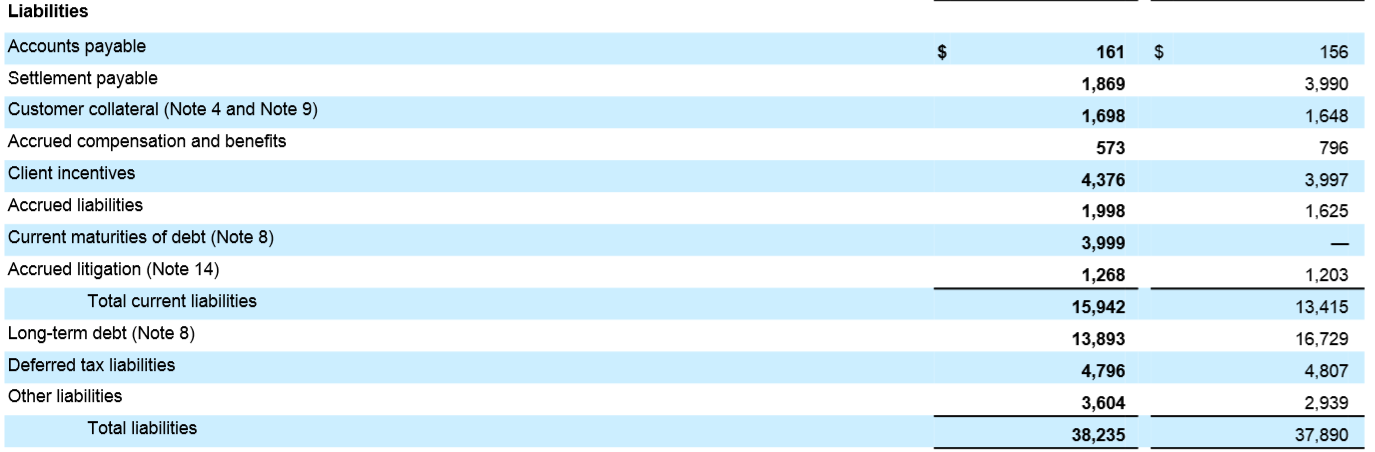 Liabilities
Accounts payable $ 161 $ 156
Settlement payable 1,869 3,990
Customer collateral (Note 4 and Note 9) 1,698 1,648
Accrued compensation and benefits 573 796
Client incentives 4,376 3,997
Accrued liabilities 1,998 1,625
Current maturities of debt (Note 8) 3,999 —
Accrued litigation (Note 14) 1,268 1,203
Total current liabilities 15,942 13,415
Long-term debt (Note 8) 13,893 16,729
Deferred tax liabilities 4,796 4,807
Other liabilities 3,604 2,939
Total liabilities 38,235 37,890